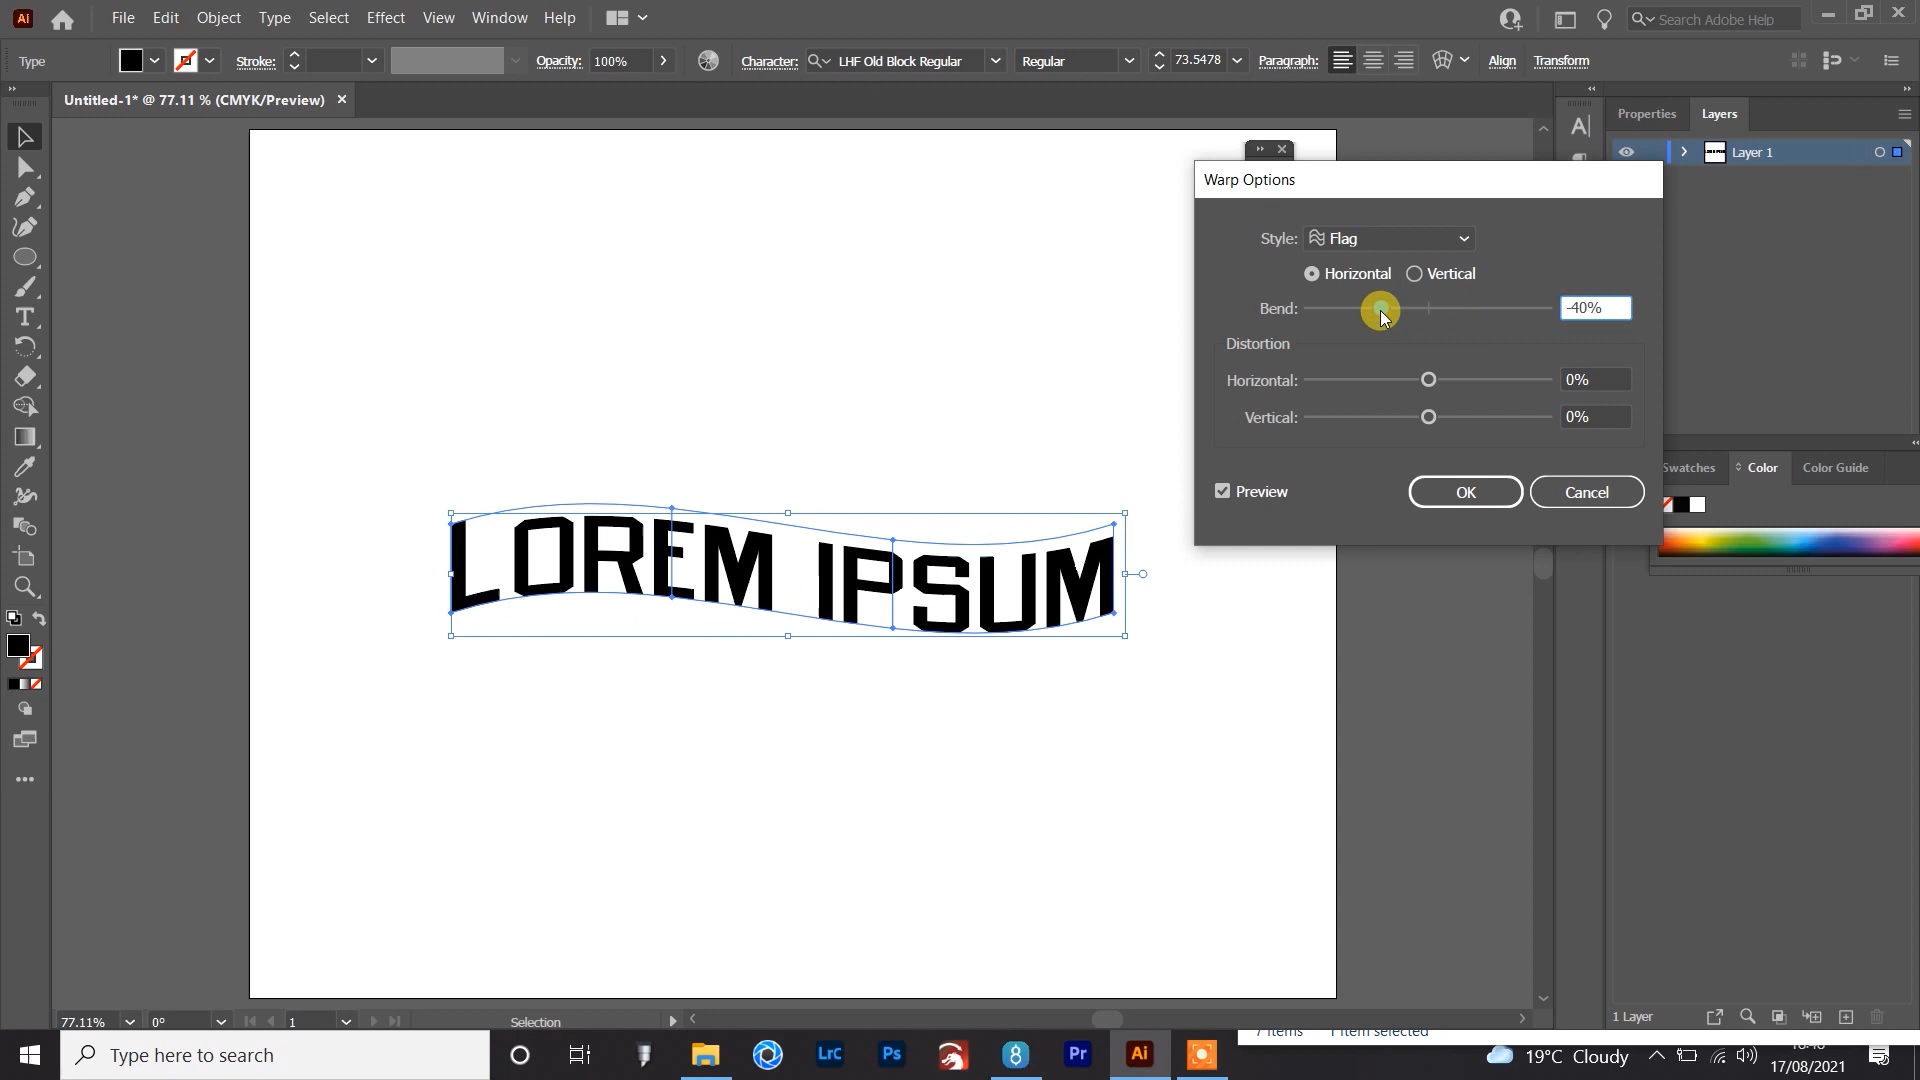 Ai File Edit Object Type Select Effect View Window Help Search Adobe Help
Type Stroke: Opacity: 100% Character: LHF Old Block Regular Regular 73.5478 Paragraph: Align Transform
Untitled-1* @ 77.11 % (CMYK/Preview)
Properties Layers
Layer 1
Warp Options
Style: Flag
Horizontal Vertical
Bend: -40%
Distortion
Horizontal: 0%
Vertical: 0%
Preview OK Cancel
Swatches Color Color Guide
LOREM IPSUM
77.11% 0° 1 Selection
1 Layer
7 items 1 item selected
Type here to search LrC Ps 8 Pr Ai 19°C Cloudy
17/08/2021